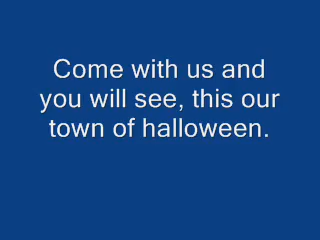 Come with us and
you will see, this our
town of halloween.